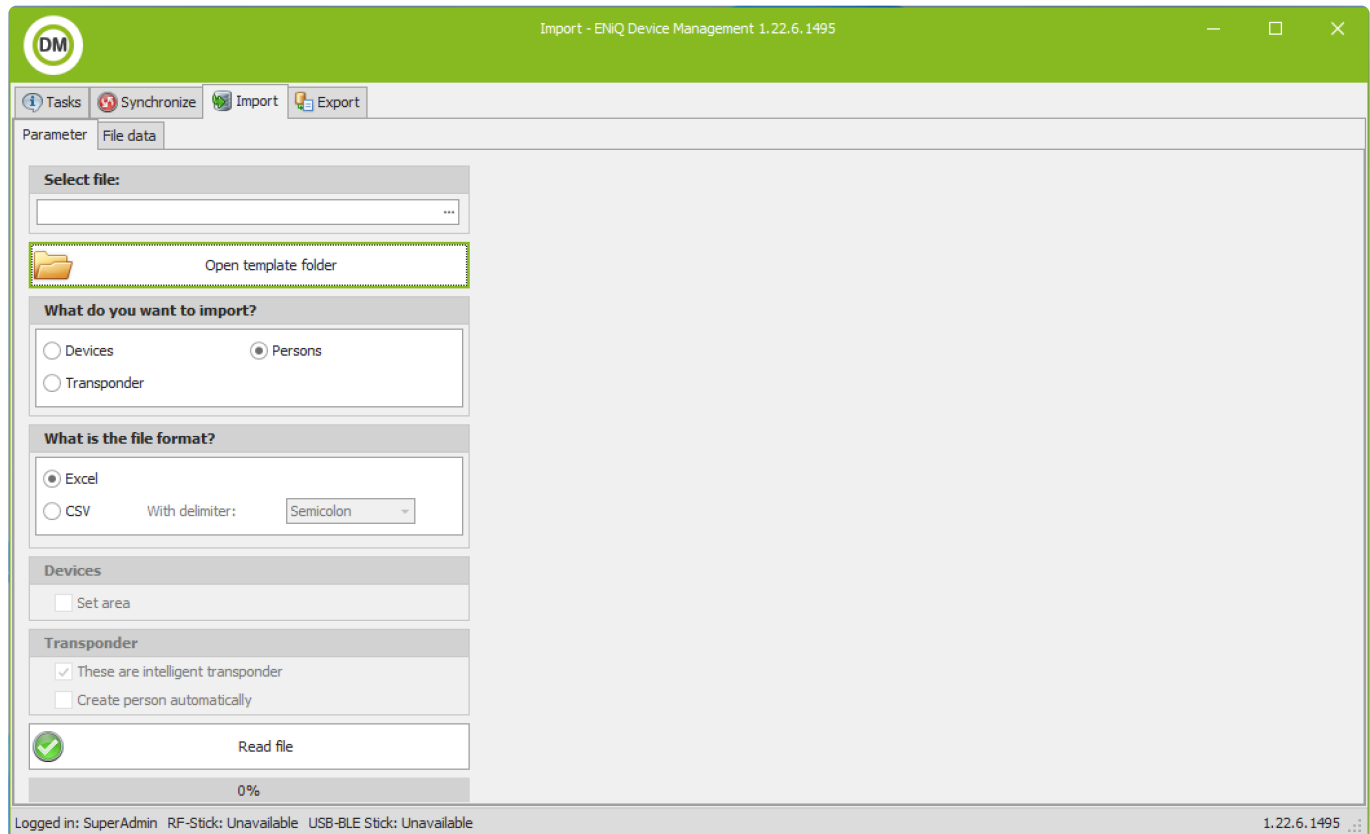 DM
Import - ENiQ Device Management 1.22.6.1495
Tasks Synchronize Import Export
Parameter File data
Select file:
...
Open template folder
What do you want to import?
Devices Persons
Transponder
What is the file format?
Excel
CSV With delimiter: Semicolon
Devices
Set area
Transponder
These are intelligent transponder
Create person automatically
Read file
0%
Logged in: SuperAdmin RF-Stick: Unavailable USB-BLE Stick: Unavailable 1.22.6.1495